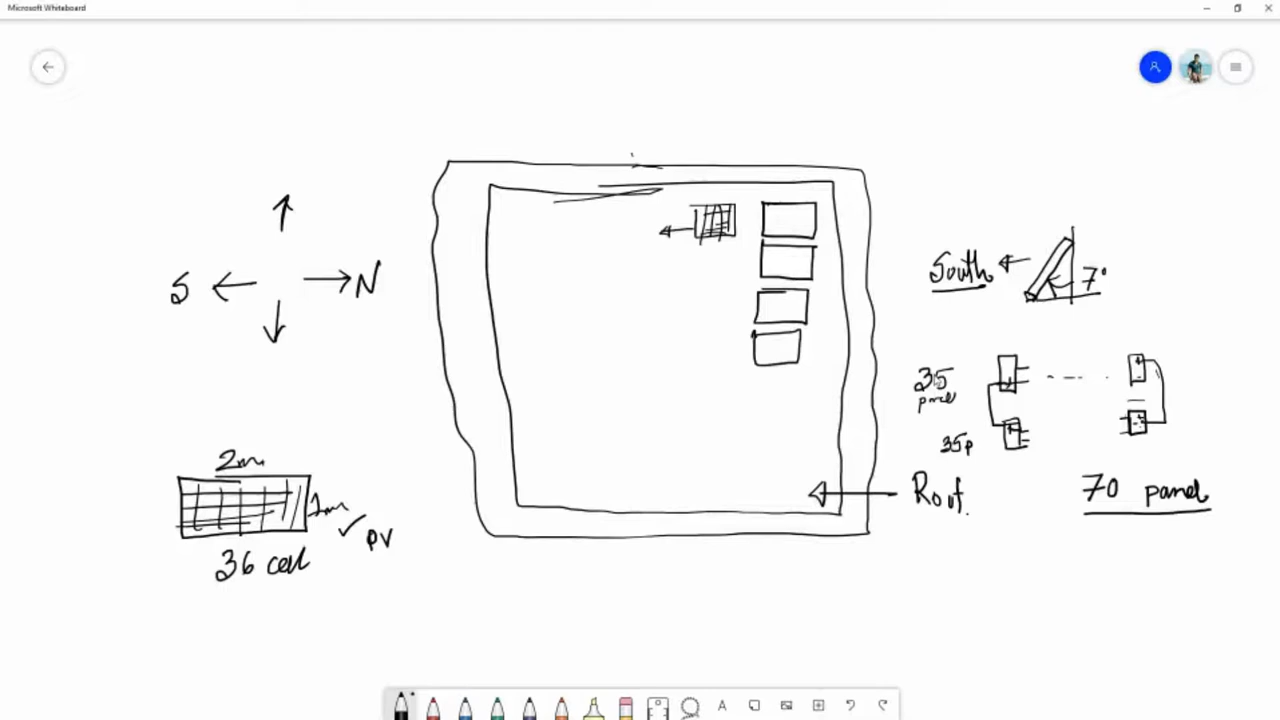 Microsoft Whiteboard
S
N
South
7°
35
panel
35p
70 panel
Roof.
2m
1m
PV
36 cell
A